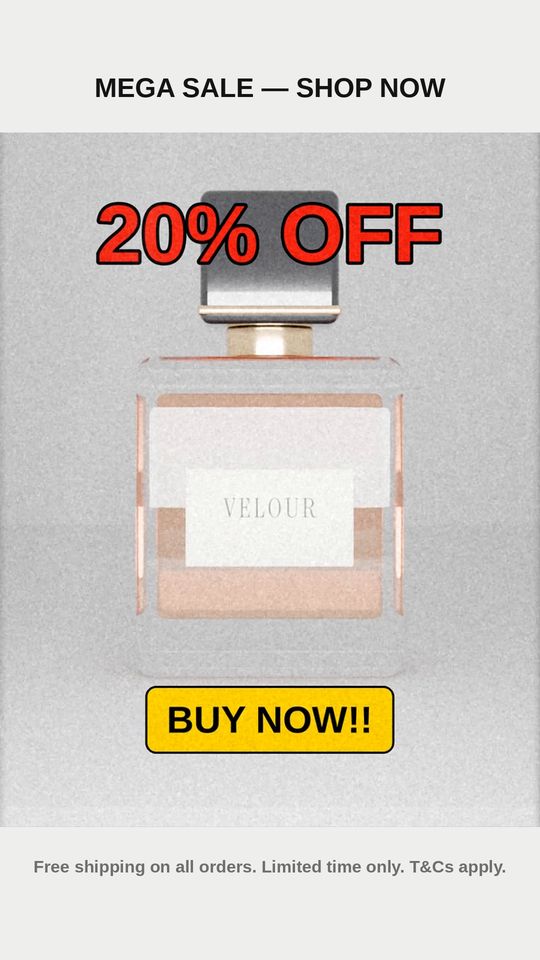 MEGA SALE — SHOP NOW
20% OFF
VELOUR
BUY NOW!!
Free shipping on all orders. Limited time only. T&Cs apply.